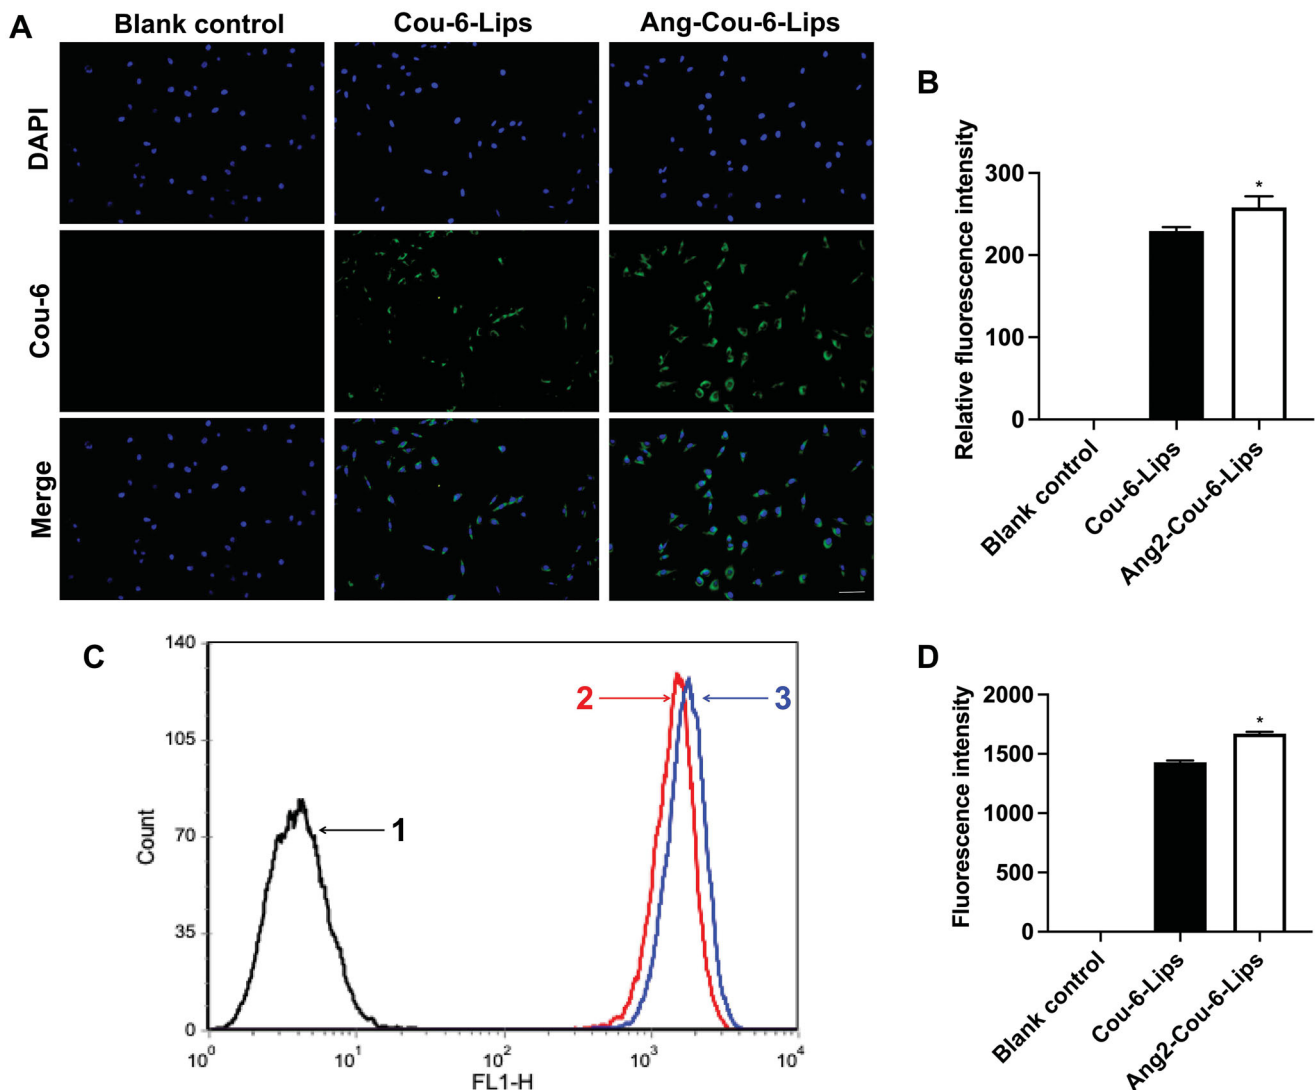 A
Blank control
Cou-6-Lips
Ang-Cou-6-Lips
DAPI
Cou-6
Merge
B
Relative fluorescence intensity
300
200
100
0
*
Blank control
Cou-6-Lips
Ang2-Cou-6-Lips
C
Count
140
105
70
35
0
1
2
3
10^0
10^1
10^2
10^3
10^4
FL1-H
D
Fluorescence intensity
2000
1500
1000
500
0
*
Blank control
Cou-6-Lips
Ang2-Cou-6-Lips